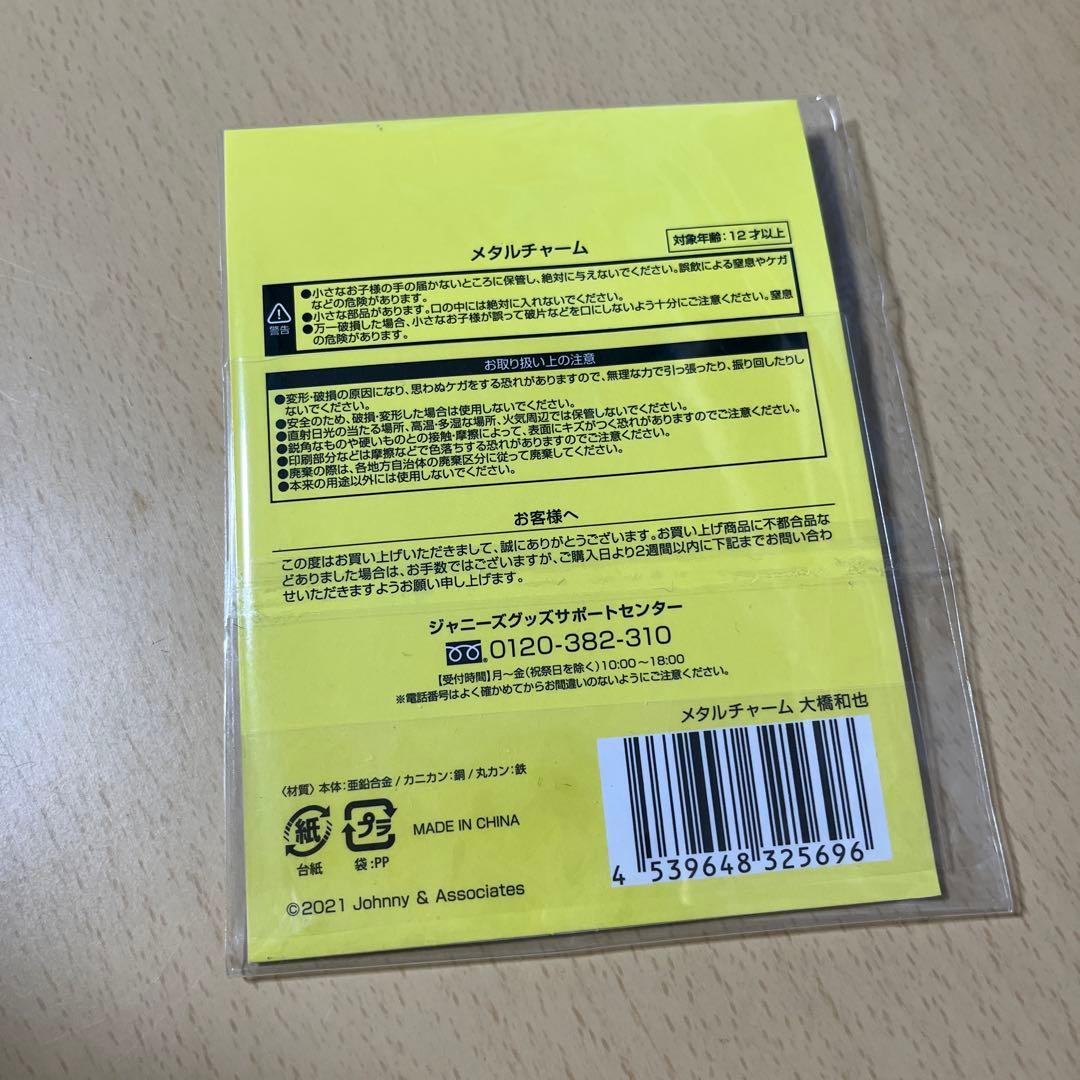 メタルチャーム
対象年齢:12才以上
警告
●小さなお子様の手の届かないところに保管し、絶対に与えないでください。誤飲による窒息やケガ
などの危険があります。
●小さな部品があります。口の中には絶対に入れないでください。
●万一破損した場合、小さなお子様が誤って破片などを口にしないよう十分にご注意ください。窒息
の危険があります。
お取り扱い上の注意
●変形・破損の原因になり、思わぬケガをする恐れがありますので、無理な力で引っ張ったり、振り回したりし
ないでください。
●安全のため、破損・変形した場合は使用しないでください。
●直射日光の当たる場所、高温・多湿な場所、火気周辺では保管しないでください。
●鋭角なものや硬いものとの接触・摩擦によって、表面にキズがつく恐れがありますのでご注意ください。
●印刷部分などは摩擦などで色落ちする恐れがありますのでご注意ください。
●廃棄の際は、各地方自治体の廃棄区分に従って廃棄してください。
●本来の用途以外には使用しないでください。
お客様へ
この度はお買い上げいただきまして、誠にありがとうございます。お買い上げ商品に不都合品な
どありました場合は、お手数ではございますが、ご購入日より2週間以内に下記までお問い合わ
せいただきますようお願い申し上げます。
ジャニーズグッズサポートセンター
0120-382-310
【受付時間】月〜金(祝祭日を除く)10:00〜18:00
※電話番号はよく確かめてからお間違いのないようにご注意ください。
メタルチャーム 大橋和也
〈材質〉本体:亜鉛合金/カニカン:銅/丸カン:鉄
紙
台紙
プラ
袋:PP
MADE IN CHINA
4 539648 325696
©2021 Johnny & Associates